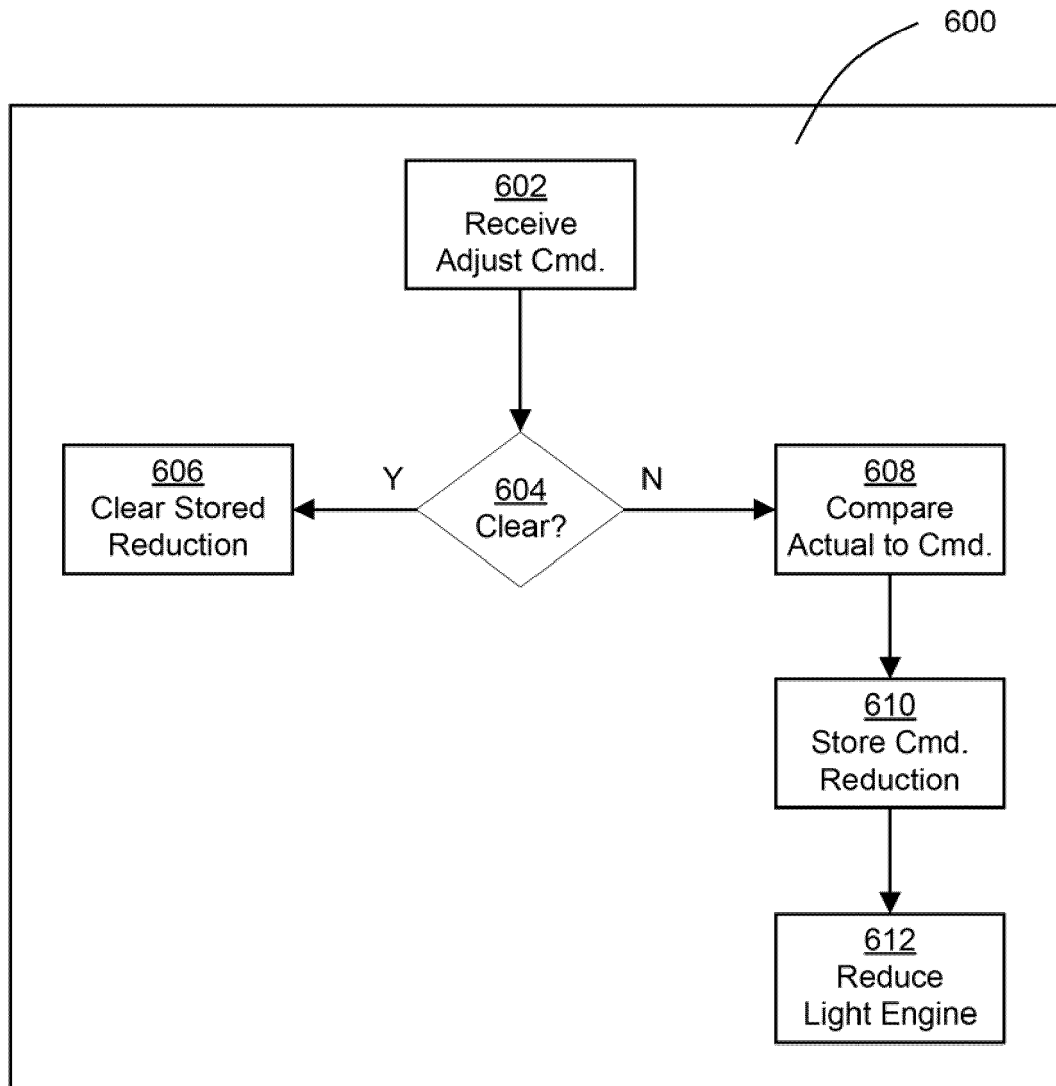 600
602
Receive
Adjust Cmd.
606
Clear Stored
Reduction
Y
604
Clear?
N
608
Compare
Actual to Cmd.
610
Store Cmd.
Reduction
612
Reduce
Light Engine